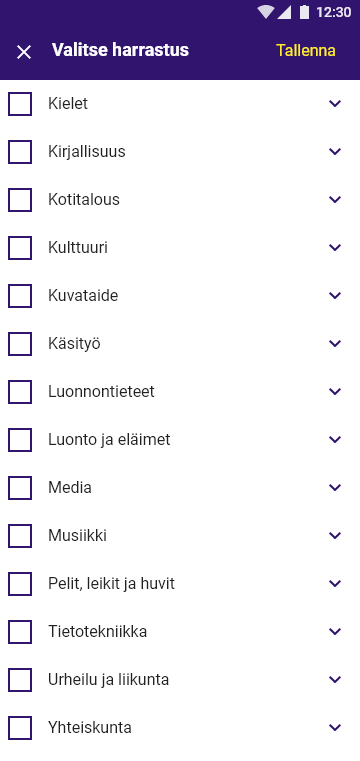 12:30
Valitse harrastus
Tallenna
Kielet
Kirjallisuus
Kotitalous
Kulttuuri
Kuvataide
Käsityö
Luonnontieteet
Luonto ja eläimet
Media
Musiikki
Pelit, leikit ja huvit
Tietotekniikka
Urheilu ja liikunta
Yhteiskunta